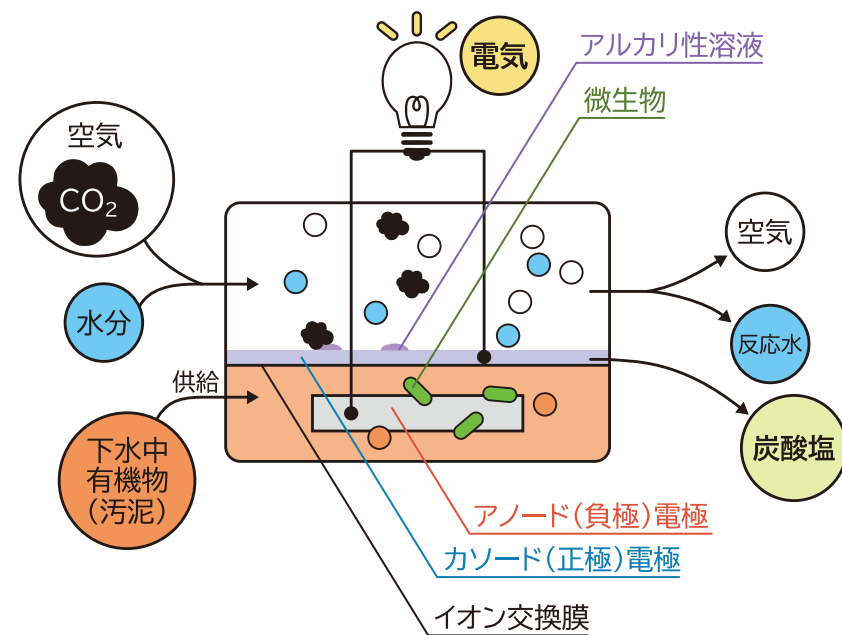 電気
アルカリ性溶液
微生物
空気
CO₂
水分
供給
下水中
有機物
(汚泥)
空気
反応水
炭酸塩
アノード(負極)電極
カソード(正極)電極
イオン交換膜